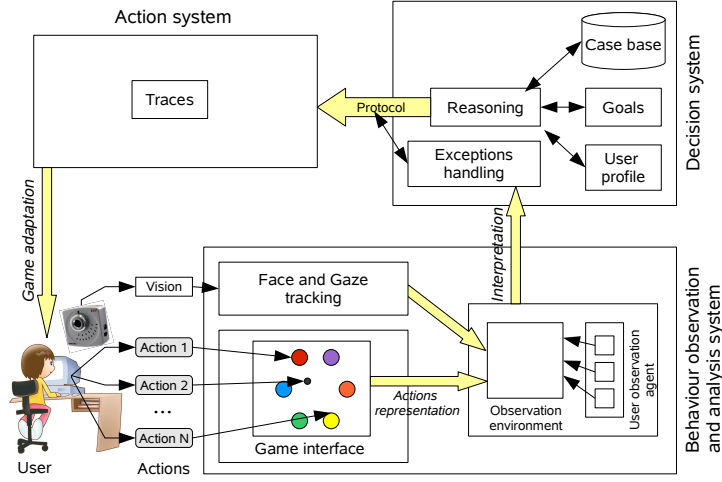 Action system
Traces
Protocol
Reasoning
Case base
Goals
Exceptions
handling
User
profile
Decision system
Game adaptation
Interpretation
Vision
Face and Gaze
tracking
Action 1
Action 2
...
Action N
Actions
User
Game interface
Actions
representation
Observation
environment
User observation
agent
Behaviour observation
and analysis system